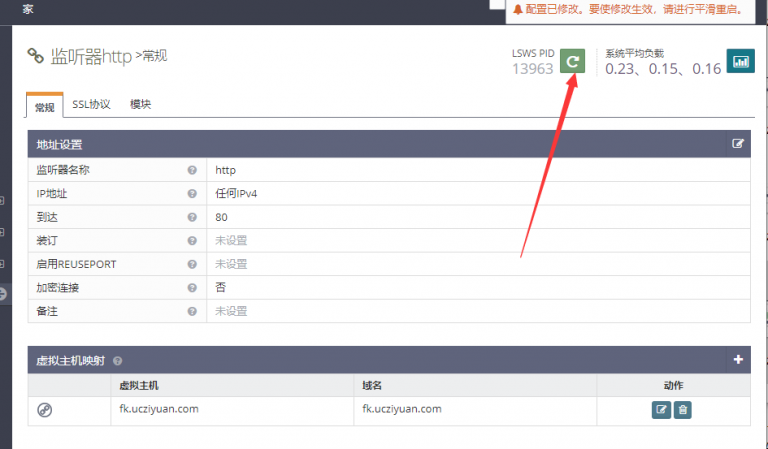 家
配置已修改。要使修改生效，请进行平滑重启。
监听器http >常规
LSWS PID
13963
系统平均负载
0.23、0.15、0.16
常规 SSL协议 模块
地址设置
监听器名称 http
IP地址 任何IPv4
到达 80
装订 未设置
启用REUSEPORT 未设置
加密连接 否
备注 未设置
虚拟主机映射
虚拟主机 域名 动作
fk.ucziyuan.com fk.ucziyuan.com